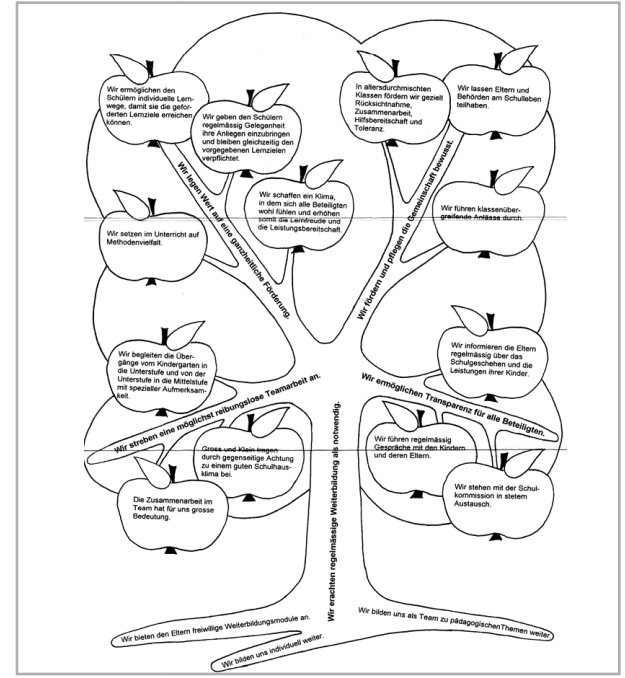 Wir ermöglichen den
Schülern individuelle Lern-
wege, damit sie die gefor-
derten Lernziele erreichen
können.
Wir geben den Schülern
regelmässig Gelegenheit
ihre Anliegen einzubringen
und bleiben gleichzeitig den
vorgegebenen Lernzielen
verpflichtet.
In altersdurchmischten
Klassen fördern wir gezielt
Rücksichtnahme,
Zusammenarbeit,
Hilfsbereitschaft und
Toleranz.
Wir lassen Eltern und
Behörden am Schulleben
teilhaben.
Wir schaffen ein Klima,
in dem sich alle Beteiligten
wohl fühlen und erhöhen
somit die Lernfreude und
die Leistungsbereitschaft.
Wir setzen im Unterricht auf
Methodenvielfalt.
Wir führen klassenüber-
greifende Anlässe durch.
Wir legen Wert auf eine ganzheitliche Förderung.
Wir fördern und pflegen die Gemeinschaft bewusst.
Wir begleiten die Über-
gänge vom Kindergarten in
die Unterstufe und von der
Unterstufe in die Mittelstufe
mit spezieller Aufmerksam-
keit.
Wir informieren die Eltern
regelmässig über das
Schulgeschehen und die
Leistungen ihrer Kinder.
Wir streben eine möglichst reibungslose Teamarbeit an.
Wir ermöglichen Transparenz für alle Beteiligten.
Gross und Klein tragen
durch gegenseitige Achtung
zu einem guten Schulhaus-
klima bei.
Wir führen regelmässig
Gespräche mit den Kindern
und deren Eltern.
Die Zusammenarbeit im
Team hat für uns grosse
Bedeutung.
Wir stehen mit der Schul-
kommission in stetem
Austausch.
Wir erachten regelmässige Weiterbildung als notwendig.
Wir bieten den Eltern freiwillige Weiterbildungsmodule an.
Wir bilden uns individuell weiter.
Wir bilden uns als Team zu pädagogischen Themen weiter